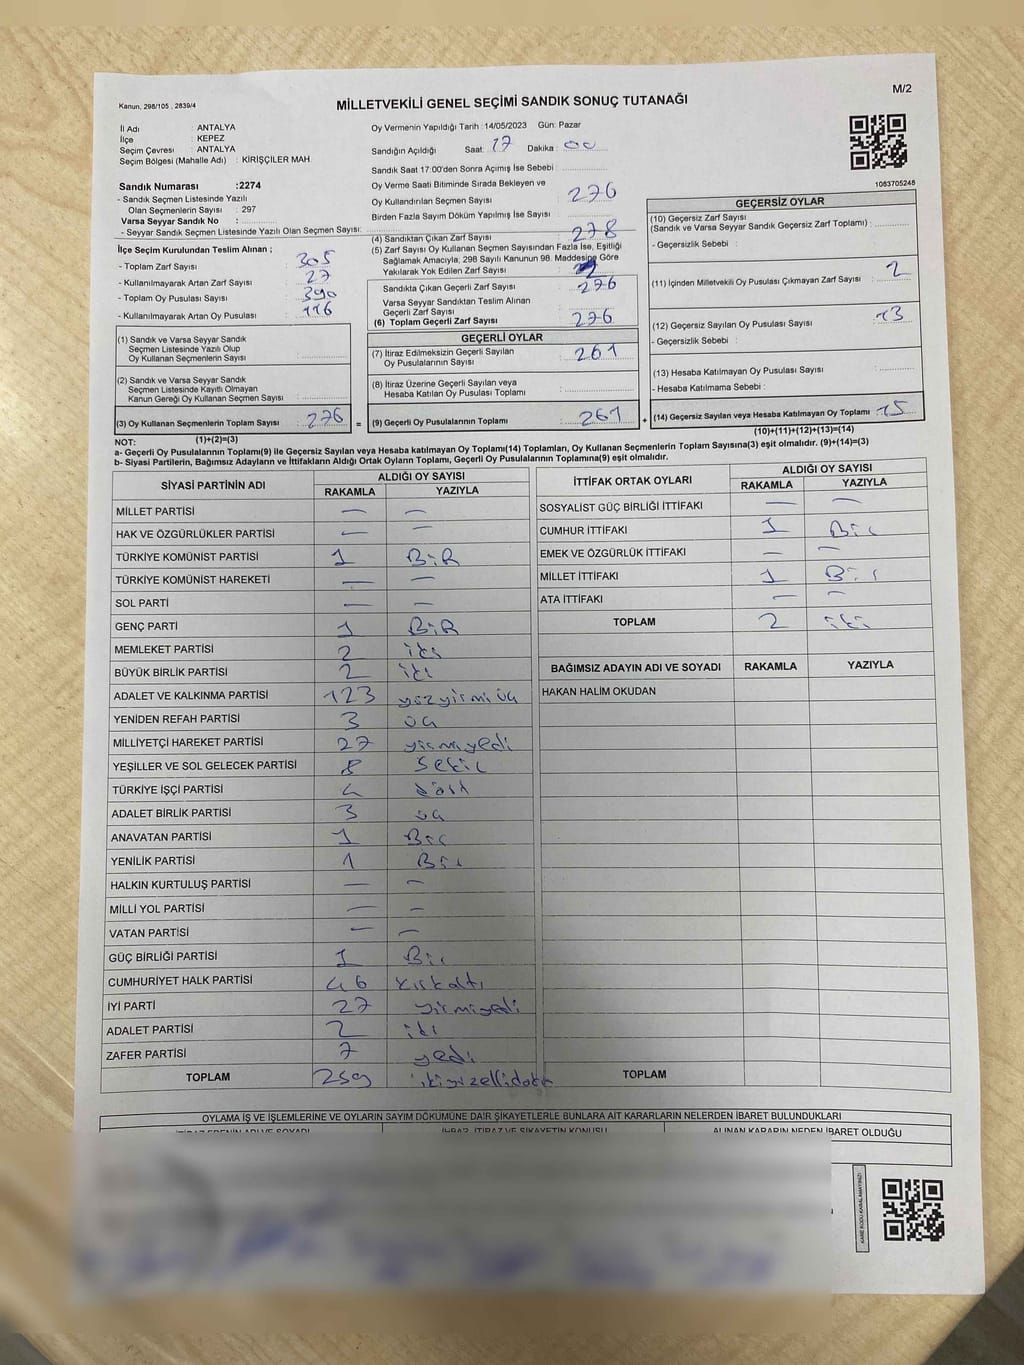 M/2
Kanun, 298/105 , 2839/4
MİLLETVEKİLİ GENEL SEÇİMİ SANDIK SONUÇ TUTANAĞI
İl Adı : ANTALYA
İlçe : KEPEZ
Seçim Çevresi : ANTALYA
Seçim Bölgesi (Mahalle Adı) : KİRİŞÇİLER MAH.
Sandık Numarası :2274
- Sandık Seçmen Listesinde Yazılı
Olan Seçmenlerin Sayısı : 297
Varsa Seyyar Sandık No :
- Seyyar Sandık Seçmen Listesinde Yazılı Olan Seçmen Sayısı:
Oy Vermenin Yapıldığı Tarih :14/05/2023 Gün: Pazar
Sandığın Açıldığı Saat: 17 Dakika : 00
Sandık Saat 17:00'den Sonra Açımış İse Sebebi :
Oy Verme Saati Bitiminde Sırada Bekleyen ve
Oy Kullandırılan Seçmen Sayısı : 276
Birden Fazla Sayım Döküm Yapılmış İse Sayısı :
1083705248
İlçe Seçim Kurulundan Teslim Alınan ;
- Toplam Zarf Sayısı : 305
- Kullanılmayarak Artan Zarf Sayısı : 27
- Toplam Oy Pusulası Sayısı : 390
- Kullanılmayarak Artan Oy Pusulası : 116
(4) Sandıktan Çıkan Zarf Sayısı : 278
(5) Zarf Sayısı Oy Kullanan Seçmen Sayısından Fazla İse, Eşitliği
Sağlamak Amacıyla, 298 Sayılı Kanunun 98. Maddesine Göre
Yakılarak Yok Edilen Zarf Sayısı : 2
Sandıkta Çıkan Geçerli Zarf Sayısı : 276
Varsa Seyyar Sandıktan Teslim Alınan
Geçerli Zarf Sayısı :
(6) Toplam Geçerli Zarf Sayısı : 276
GEÇERSİZ OYLAR
(10) Geçersiz Zarf Sayısı
(Sandık ve Varsa Seyyar Sandık Geçersiz Zarf Toplamı) :
- Geçersizlik Sebebi :
(11) İçinden Milletvekili Oy Pusulası Çıkmayan Zarf Sayısı : 2
(12) Geçersiz Sayılan Oy Pusulası Sayısı : 13
- Geçersizlik Sebebi :
(13) Hesaba Katılmayan Oy Pusulası Sayısı :
- Hesaba Katılmama Sebebi :
(14) Geçersiz Sayılan veya Hesaba Katılmayan Oy Toplamı 15
(10)+(11)+(12)+(13)=(14)
(1) Sandık ve Varsa Seyyar Sandık
Seçmen Listesinde Yazılı Olup
Oy Kullanan Seçmenlerin Sayısı :
(2) Sandık ve Varsa Seyyar Sandık
Seçmen Listesinde Kayıtlı Olmayan
Kanun Gereği Oy Kullanan Seçmen Sayısı :
(3) Oy Kullanan Seçmenlerin Toplam Sayısı : 276 =
(1)+(2)=(3)
GEÇERLİ OYLAR
(7) İtiraz Edilmeksizin Geçerli Sayılan
Oy Pusulalarının Sayısı : 261
(8) İtiraz Üzerine Geçerli Sayılan veya
Hesaba Katılan Oy Pusulası Toplamı :
(9) Geçerli Oy Pusulalarının Toplamı : 261 +
NOT:
a- Geçerli Oy Pusulalarının Toplamı(9) ile Geçersiz Sayılan veya Hesaba katılmayan Oy Toplamı(14) Toplamları, Oy Kullanan Seçmenlerin Toplam Sayısına(3) eşit olmalıdır. (9)+(14)=(3)
b- Siyasi Partilerin, Bağımsız Adayların ve İttifakların Aldığı Ortak Oyların Toplamı, Geçerli Oy Pusulalarının Toplamına(9) eşit olmalıdır.
SİYASİ PARTİNİN ADI ALDIĞI OY SAYISI
RAKAMLA YAZIYLA
MİLLET PARTİSİ — —
HAK VE ÖZGÜRLÜKLER PARTİSİ — —
TÜRKİYE KOMÜNİST PARTİSİ 1 BİR
TÜRKİYE KOMÜNİST HAREKETİ — —
SOL PARTİ — —
GENÇ PARTİ 1 BİR
MEMLEKET PARTİSİ 2 iki
BÜYÜK BİRLİK PARTİSİ 2 iki
ADALET VE KALKINMA PARTİSİ 123 yüzyirmi üç
YENİDEN REFAH PARTİSİ 3 üç
MİLLİYETÇİ HAREKET PARTİSİ 27 yirmiyedi
YEŞİLLER VE SOL GELECEK PARTİSİ 8 Sekiz
TÜRKİYE İŞÇİ PARTİSİ 4 dört
ADALET BİRLİK PARTİSİ 3 üç
ANAVATAN PARTİSİ 1 Bir
YENİLİK PARTİSİ 1 Bir
HALKIN KURTULUŞ PARTİSİ — —
MİLLİ YOL PARTİSİ — —
VATAN PARTİSİ — —
GÜÇ BİRLİĞİ PARTİSİ 1 Bir
CUMHURİYET HALK PARTİSİ 46 kırkaltı
İYİ PARTİ 27 yirmiyedi
ADALET PARTİSİ 2 iki
ZAFER PARTİSİ 7 yedi
TOPLAM 259 ikiyüzellidokz
İTTİFAK ORTAK OYLARI ALDIĞI OY SAYISI
RAKAMLA YAZIYLA
SOSYALİST GÜÇ BİRLİĞİ İTTİFAKI — —
CUMHUR İTTİFAKI 1 Bir
EMEK VE ÖZGÜRLÜK İTTİFAKI — —
MİLLET İTTİFAKI 1 Bir
ATA İTTİFAKI — —
TOPLAM 2 iki
BAĞIMSIZ ADAYIN ADI VE SOYADI RAKAMLA YAZIYLA
HAKAN HALİM OKUDAN
TOPLAM
OYLAMA İŞ VE İŞLEMLERİNE VE OYLARIN SAYIM DÖKÜMÜNE DAİR ŞİKAYETLERLE BUNLARA AİT KARARLARIN NELERDEN İBARET BULUNDUKLARI
İTİRAZ EDENİN ADI VE SOYADI İHBAR, İTİRAZ VE ŞİKAYETİN KONUSU ALINAN KARARIN NEDEN İBARET OLDUĞU
KARE KODU KARALAMAYINIZ!